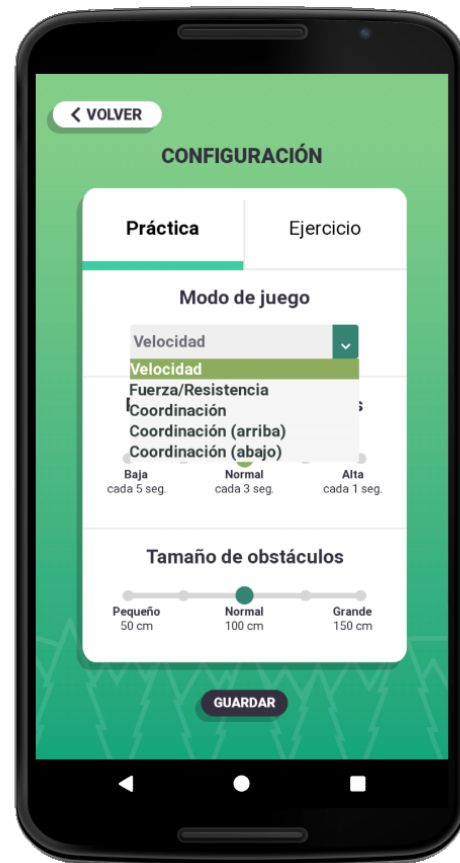 VOLVER
CONFIGURACIÓN
Práctica Ejercicio
Modo de juego
Velocidad
Velocidad
Fuerza/Resistencia
Coordinación
Coordinación (arriba)
Coordinación (abajo)
Baja Normal Alta
cada 5 seg. cada 3 seg. cada 1 seg.
Tamaño de obstáculos
Pequeño Normal Grande
50 cm 100 cm 150 cm
GUARDAR